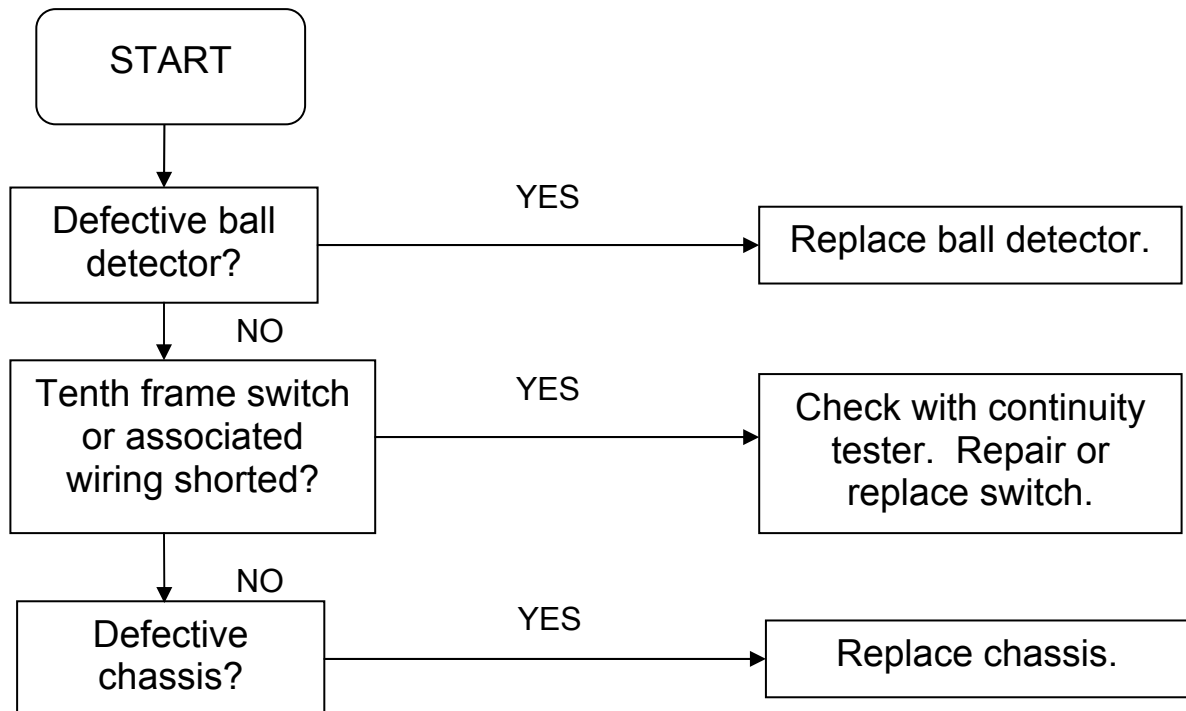 START
Defective ball
detector?
YES
Replace ball detector.
NO
Tenth frame switch
or associated
wiring shorted?
YES
Check with continuity
tester.  Repair or
replace switch.
NO
Defective
chassis?
YES
Replace chassis.